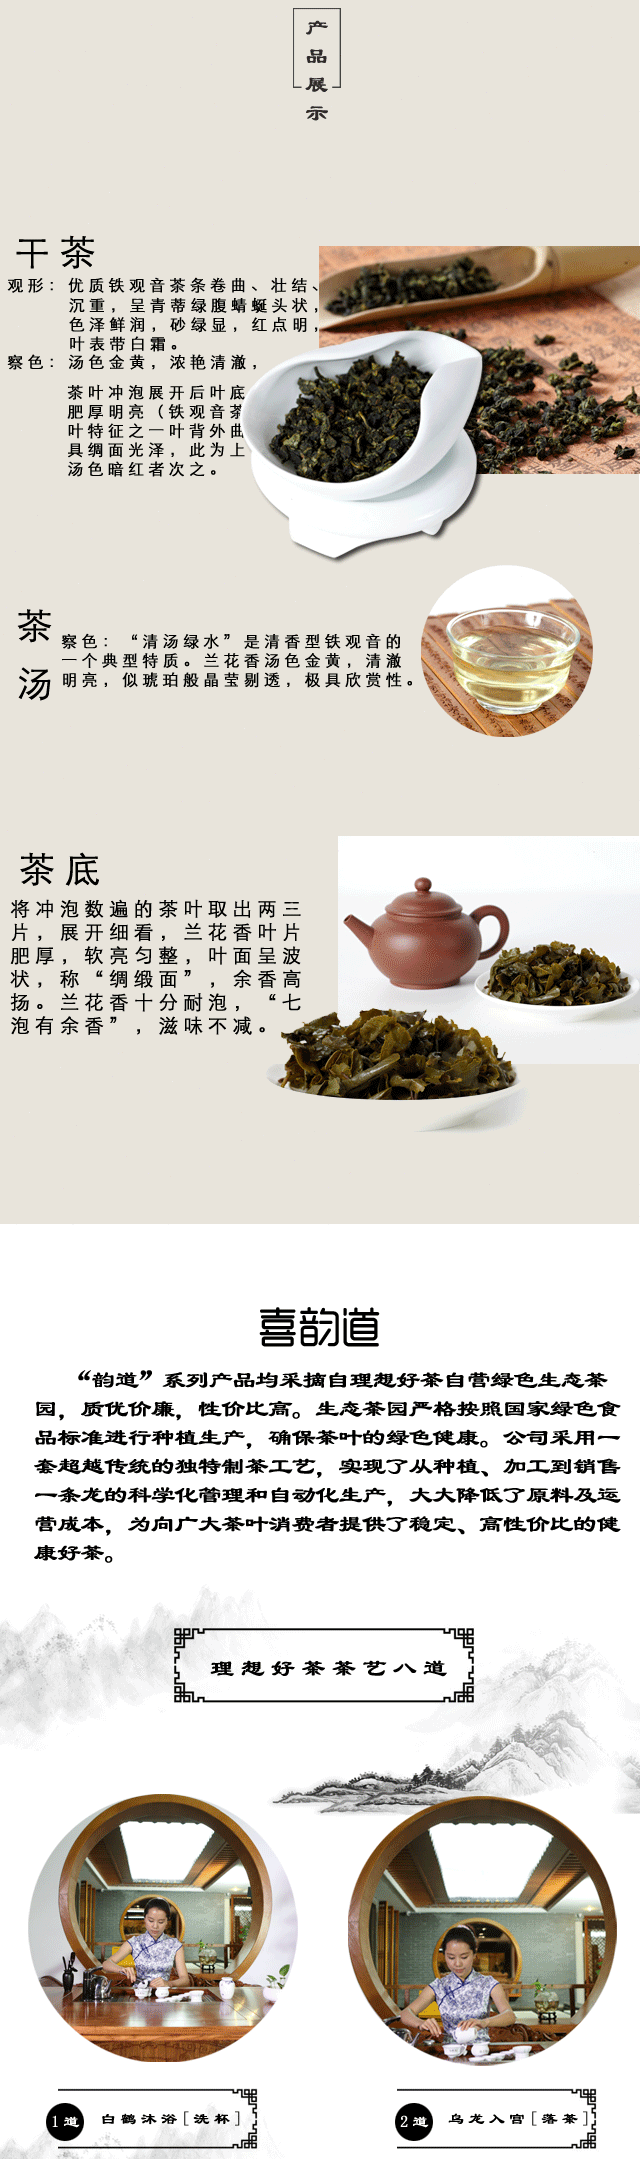 产品展示
干茶
观形：优质铁观音茶条卷曲、壮结、
沉重，呈青蒂绿腹蜻蜓头状，
色泽鲜润，砂绿显，红点明，
叶表带白霜。
察色：汤色金黄，浓艳清澈，
茶叶冲泡展开后叶底
肥厚明亮（铁观音茶
叶特征之一叶背外曲
具绸面光泽，此为上
汤色暗红者次之。
茶汤
察色：“清汤绿水”是清香型铁观音的
一个典型特质。兰花香汤色金黄，清澈
明亮，似琥珀般晶莹剔透，极具欣赏性。
茶底
将冲泡数遍的茶叶取出两三
片，展开细看，兰花香叶片
肥厚，软亮匀整，叶面呈波
状，称“绸缎面”，余香高
扬。兰花香十分耐泡，“七
泡有余香”，滋味不减。
喜韵道
“韵道”系列产品均采摘自理想好茶自营绿色生态茶
园，质优价廉，性价比高。生态茶园严格按照国家绿色食
品标准进行种植生产，确保茶叶的绿色健康。公司采用一
套超越传统的独特制茶工艺，实现了从种植、加工到销售
一条龙的科学化管理和自动化生产，大大降低了原料及运
营成本，为向广大茶叶消费者提供了稳定、高性价比的健
康好茶。
理想好茶茶艺八道
1道 白鹤沐浴[洗杯]
2道 乌龙入宫[落茶]